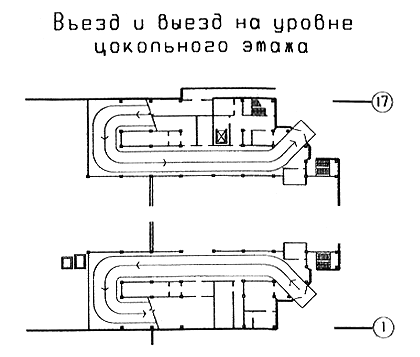 Въезд и выезд на уровне
цокольного этажа
17
1